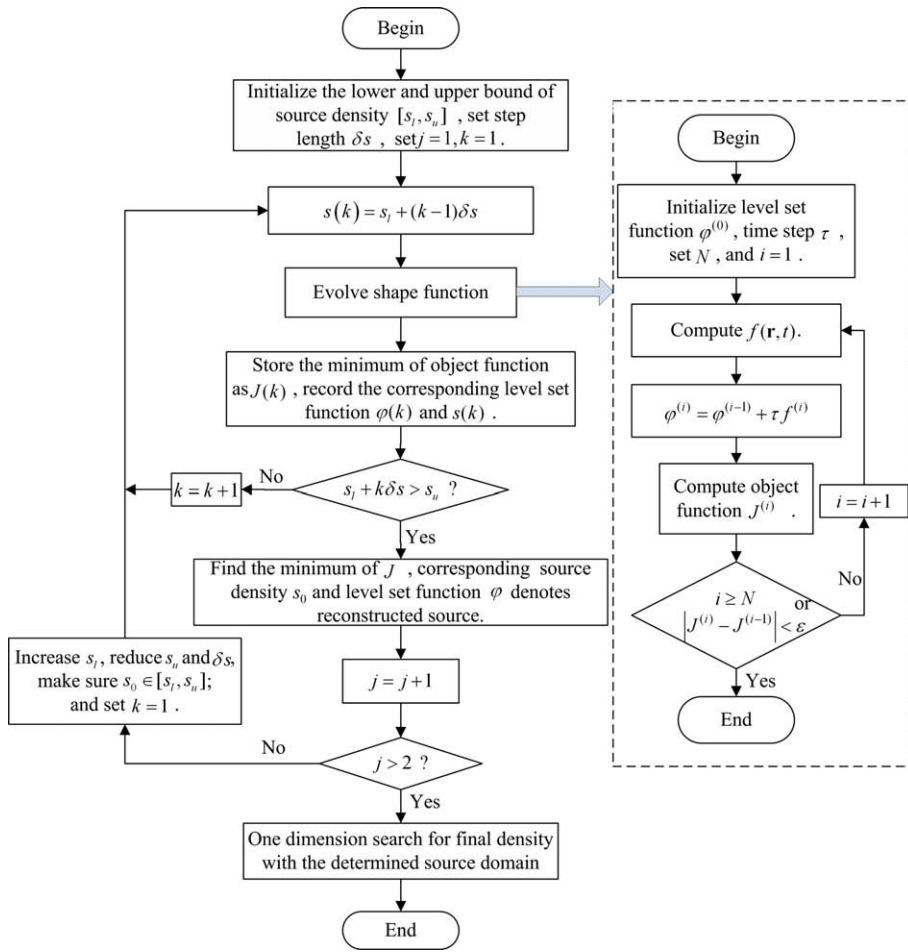 Begin
Initialize the lower and upper bound of
source density [s_l, s_u] , set step
length δs , set j = 1, k = 1 .
s(k) = s_l + (k−1)δs
Evolve shape function
Store the minimum of object function
as J(k) , record the corresponding level set
function φ(k) and s(k) .
s_l + kδs > s_u ?
No
k = k+1
Yes
Find the minimum of J , corresponding source
density s_0 and level set function φ denotes
reconstructed source.
j = j+1
j > 2 ?
No
Increase s_l, reduce s_u and δs,
make sure s_0 ∈ [s_l, s_u];
and set k = 1 .
Yes
One dimension search for final density
with the determined source domain
End
Begin
Initialize level set
function φ^(0) , time step τ ,
set N , and i = 1 .
Compute f(r,t).
φ^(i) = φ^(i−1) + τ f^(i)
Compute object
function J^(i) .
i ≥ N or
|J^(i) − J^(i−1)| < ε
No
i = i+1
Yes
End